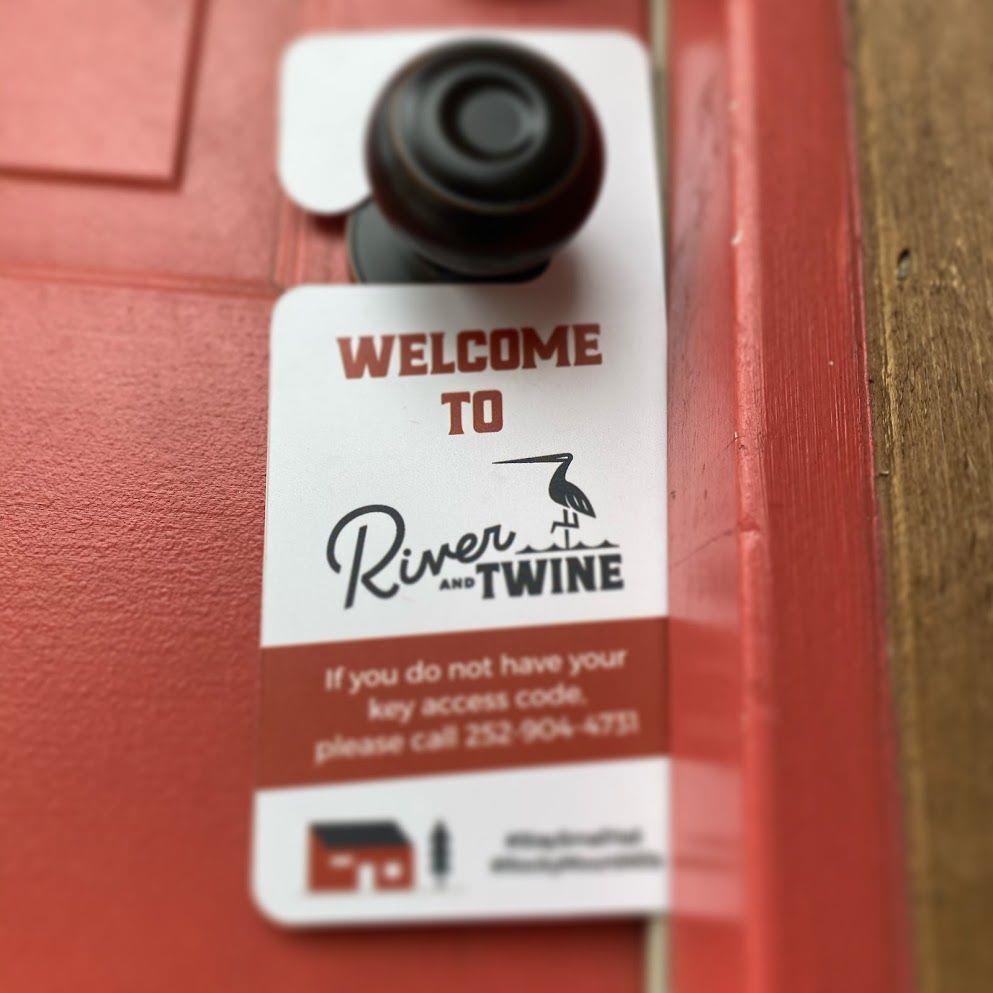 WELCOME
TO
River
AND TWINE
If you do not have your
key access code,
please call 252-904-4731